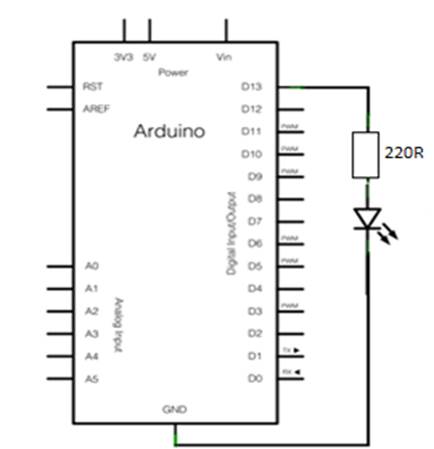 3V3 5V Vin
Power
RST
AREF
Arduino
D13
D12
D11 PWM
D10 PWM
D9 PWM
D8
D7
D6 PWM
D5 PWM
D4
D3 PWM
D2
D1 TX ▶
D0 RX ◀
Digital Input/Output
220R
A0
A1
A2
A3
A4
A5
Analog Input
GND